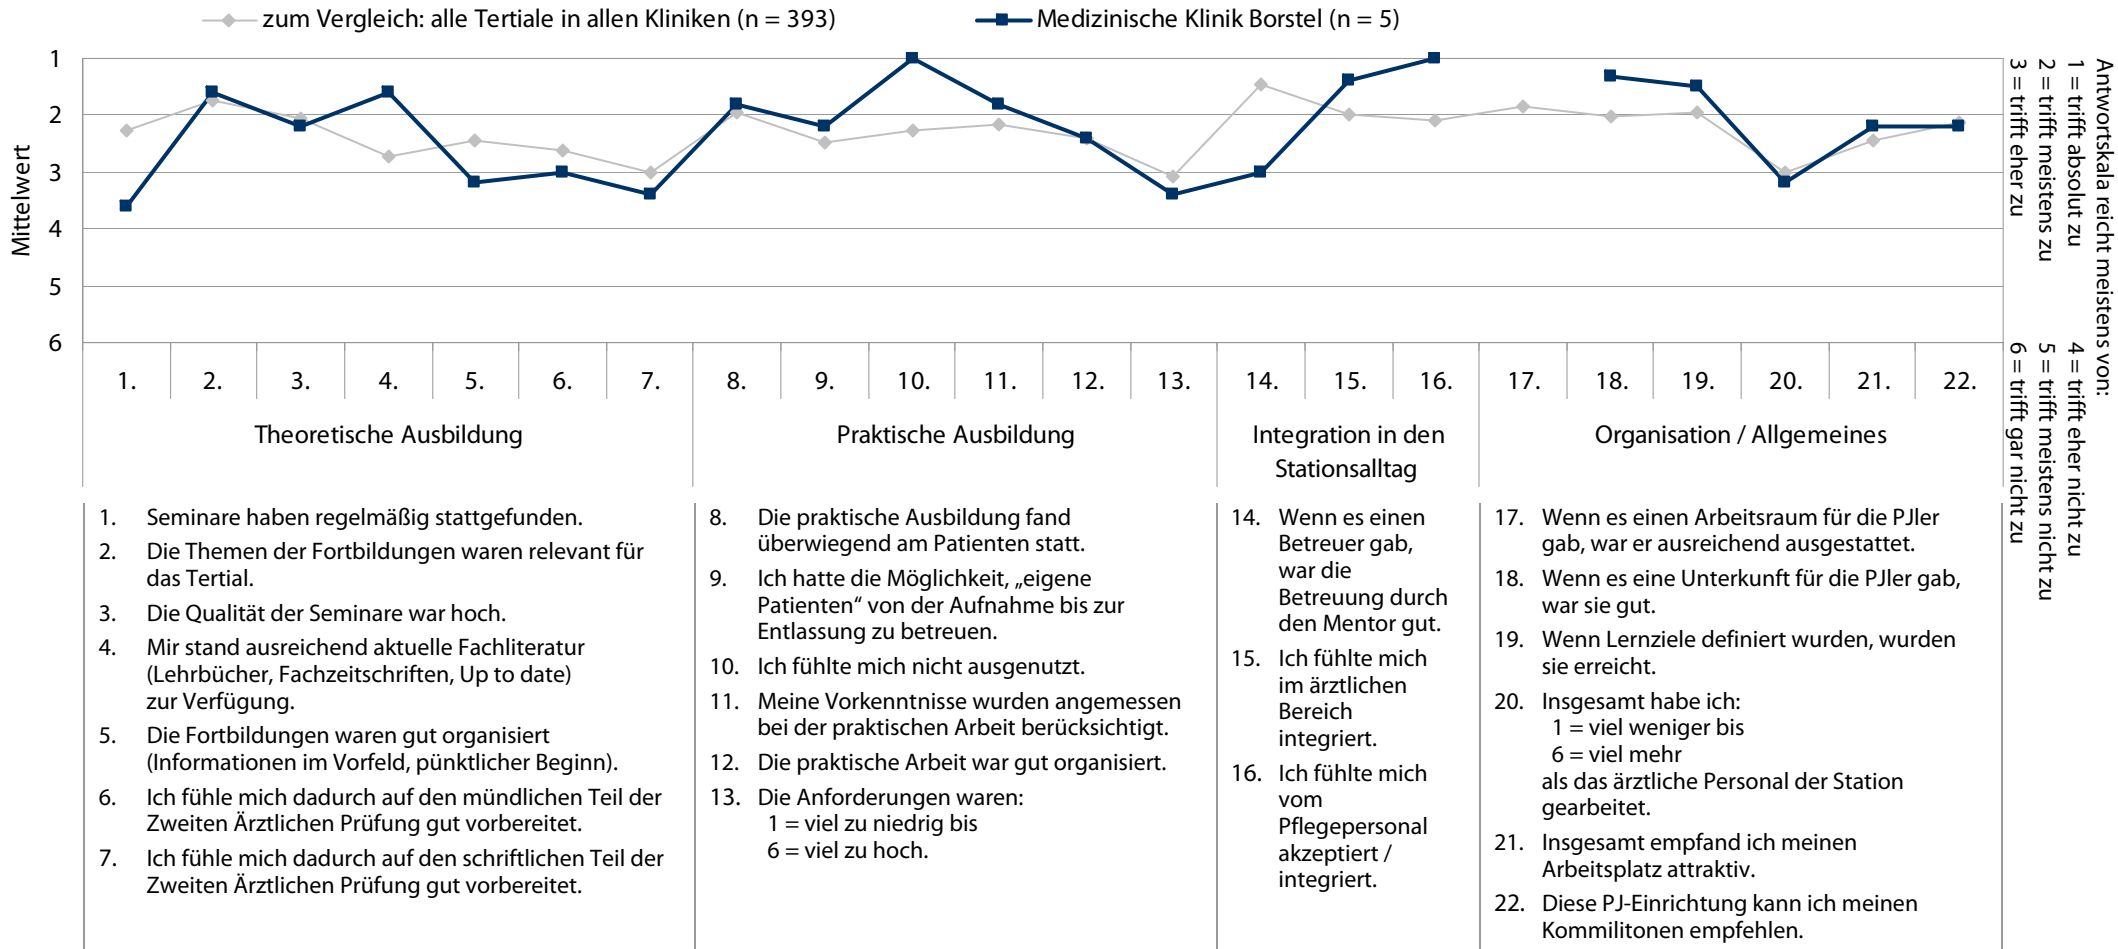 zum Vergleich: alle Tertiale in allen Kliniken (n = 393)
Medizinische Klinik Borstel (n = 5)
Mittelwert
1
2
3
4
5
6
Antwortskala reicht meistens von:
1 = trifft absolut zu
2 = trifft meistens zu
3 = trifft eher zu
4 = trifft eher nicht zu
5 = trifft meistens nicht zu
6 = trifft gar nicht zu
1. 2. 3. 4. 5. 6. 7. 8. 9. 10. 11. 12. 13. 14. 15. 16. 17. 18. 19. 20. 21. 22.
Theoretische Ausbildung
Praktische Ausbildung
Integration in den
Stationsalltag
Organisation / Allgemeines
1. Seminare haben regelmäßig stattgefunden.
2. Die Themen der Fortbildungen waren relevant für
das Tertial.
3. Die Qualität der Seminare war hoch.
4. Mir stand ausreichend aktuelle Fachliteratur
(Lehrbücher, Fachzeitschriften, Up to date)
zur Verfügung.
5. Die Fortbildungen waren gut organisiert
(Informationen im Vorfeld, pünktlicher Beginn).
6. Ich fühle mich dadurch auf den mündlichen Teil der
Zweiten Ärztlichen Prüfung gut vorbereitet.
7. Ich fühle mich dadurch auf den schriftlichen Teil der
Zweiten Ärztlichen Prüfung gut vorbereitet.
8. Die praktische Ausbildung fand
überwiegend am Patienten statt.
9. Ich hatte die Möglichkeit, „eigene
Patienten“ von der Aufnahme bis zur
Entlassung zu betreuen.
10. Ich fühlte mich nicht ausgenutzt.
11. Meine Vorkenntnisse wurden angemessen
bei der praktischen Arbeit berücksichtigt.
12. Die praktische Arbeit war gut organisiert.
13. Die Anforderungen waren:
1 = viel zu niedrig bis
6 = viel zu hoch.
14. Wenn es einen
Betreuer gab,
war die
Betreuung durch
den Mentor gut.
15. Ich fühlte mich
im ärztlichen
Bereich
integriert.
16. Ich fühlte mich
vom
Pflegepersonal
akzeptiert /
integriert.
17. Wenn es einen Arbeitsraum für die PJler
gab, war er ausreichend ausgestattet.
18. Wenn es eine Unterkunft für die PJler gab,
war sie gut.
19. Wenn Lernziele definiert wurden, wurden
sie erreicht.
20. Insgesamt habe ich:
1 = viel weniger bis
6 = viel mehr
als das ärztliche Personal der Station
gearbeitet.
21. Insgesamt empfand ich meinen
Arbeitsplatz attraktiv.
22. Diese PJ-Einrichtung kann ich meinen
Kommilitonen empfehlen.